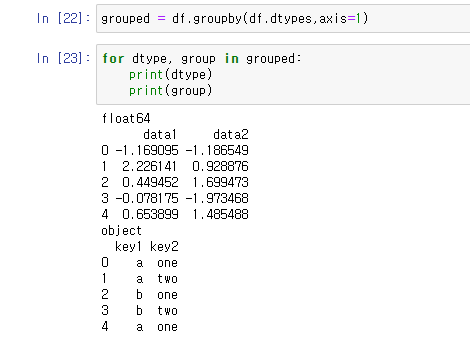 In [22]: grouped = df.groupby(df.dtypes,axis=1)
In [23]: for dtype, group in grouped:
    print(dtype)
    print(group)
float64
      data1     data2
0 -1.169095 -1.186549
1  2.226141  0.928876
2  0.449452  1.699473
3 -0.078175 -1.973468
4  0.653899  1.485488
object
  key1 key2
0    a  one
1    a  two
2    b  one
3    b  two
4    a  one